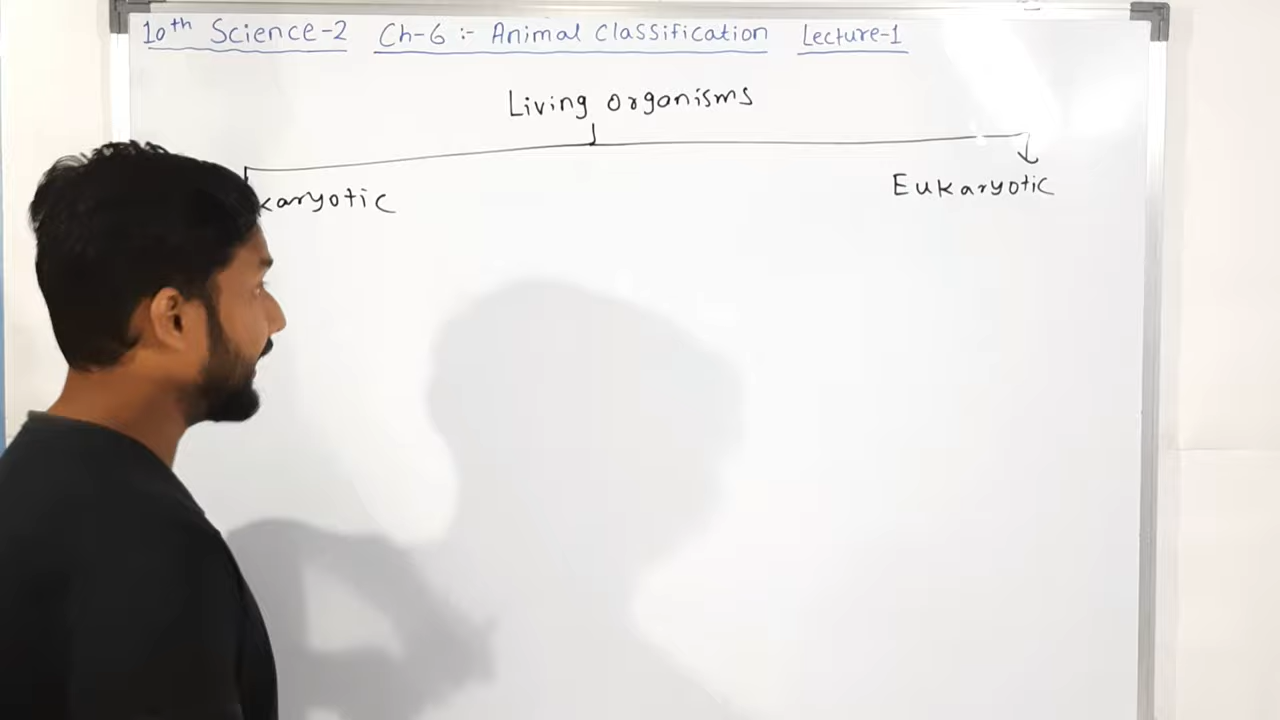 10th Science-2 Ch-6 :- Animal Classification Lecture-1
Living organisms
karyotic Eukaryotic